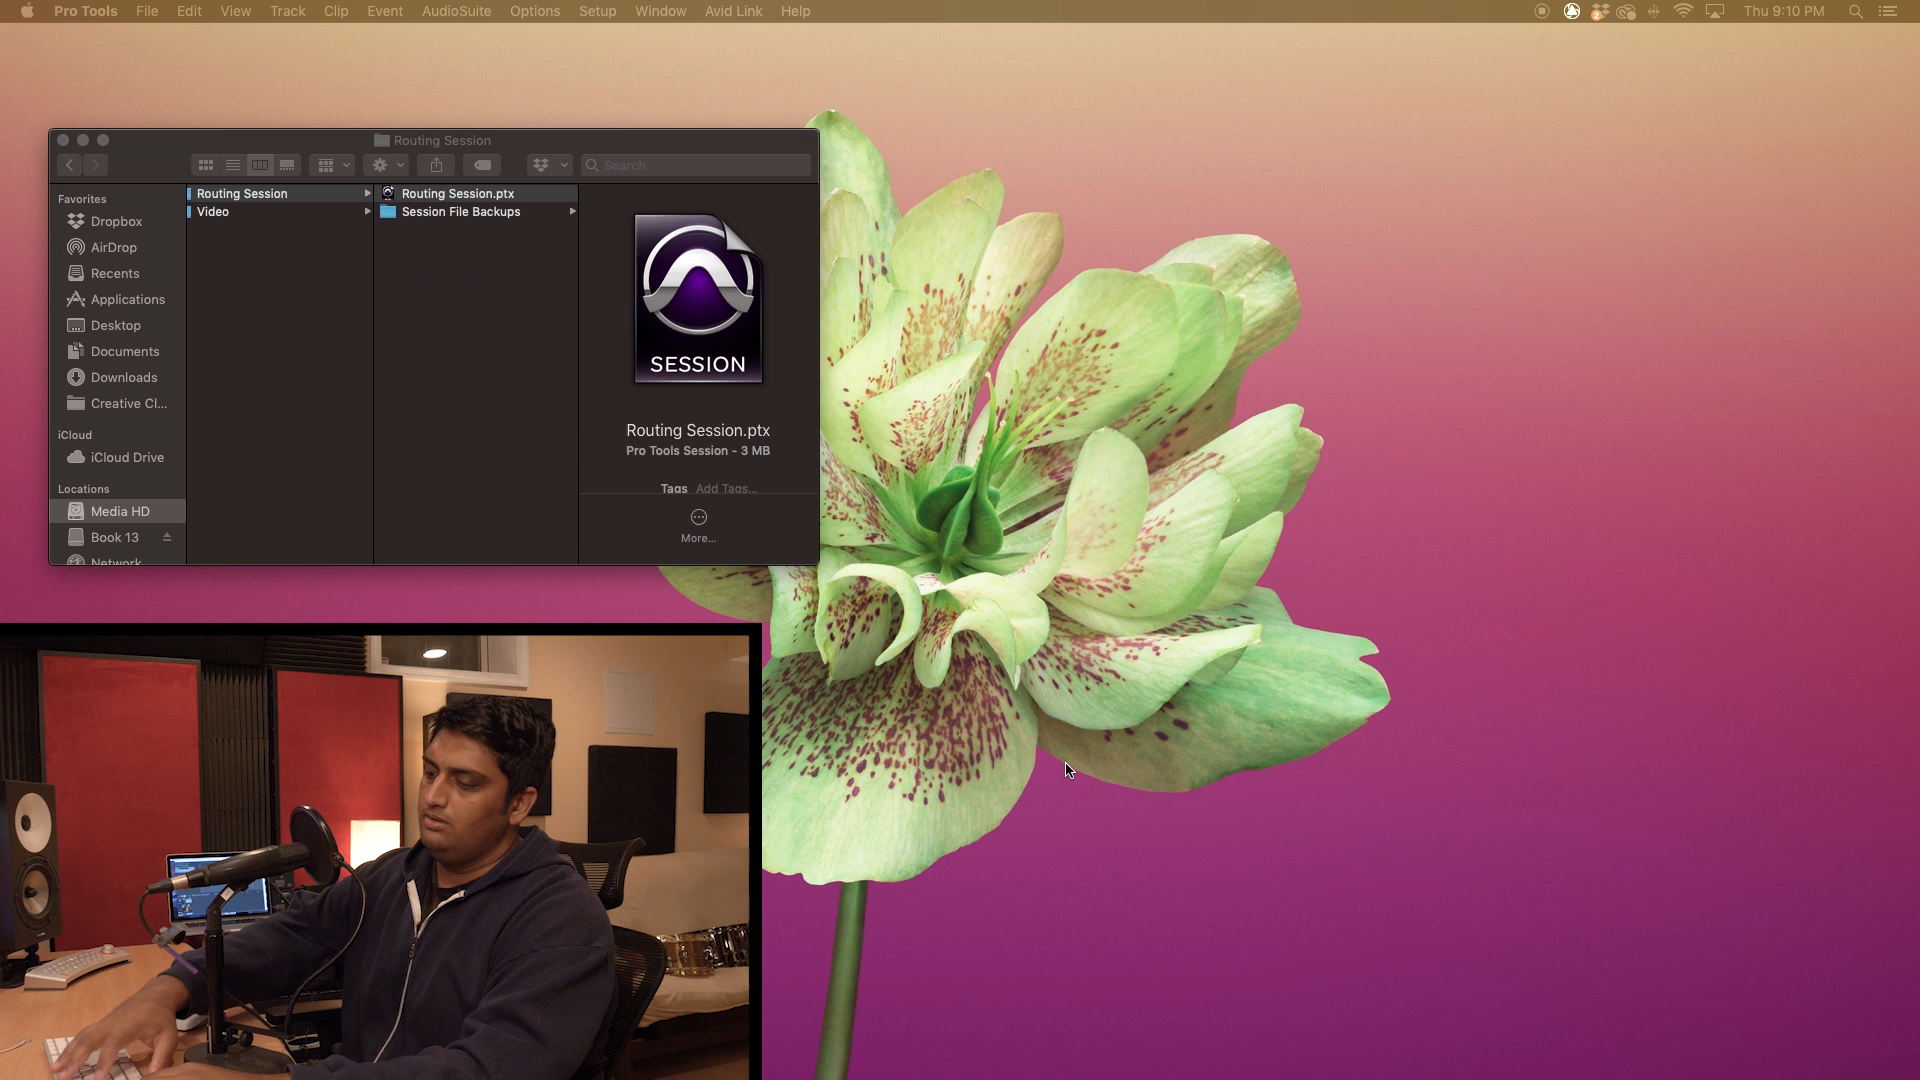 Pro Tools File Edit View Track Clip Event AudioSuite Options Setup Window Avid Link Help
2
Thu 9:10 PM
Routing Session
Search
Favorites
Dropbox
AirDrop
Recents
Applications
Desktop
Documents
Downloads
Creative Cl...
iCloud
iCloud Drive
Locations
Media HD
Book 13
Network
Routing Session
Video
Routing Session.ptx
Session File Backups
SESSION
Routing Session.ptx
Pro Tools Session - 3 MB
Tags Add Tags...
More...